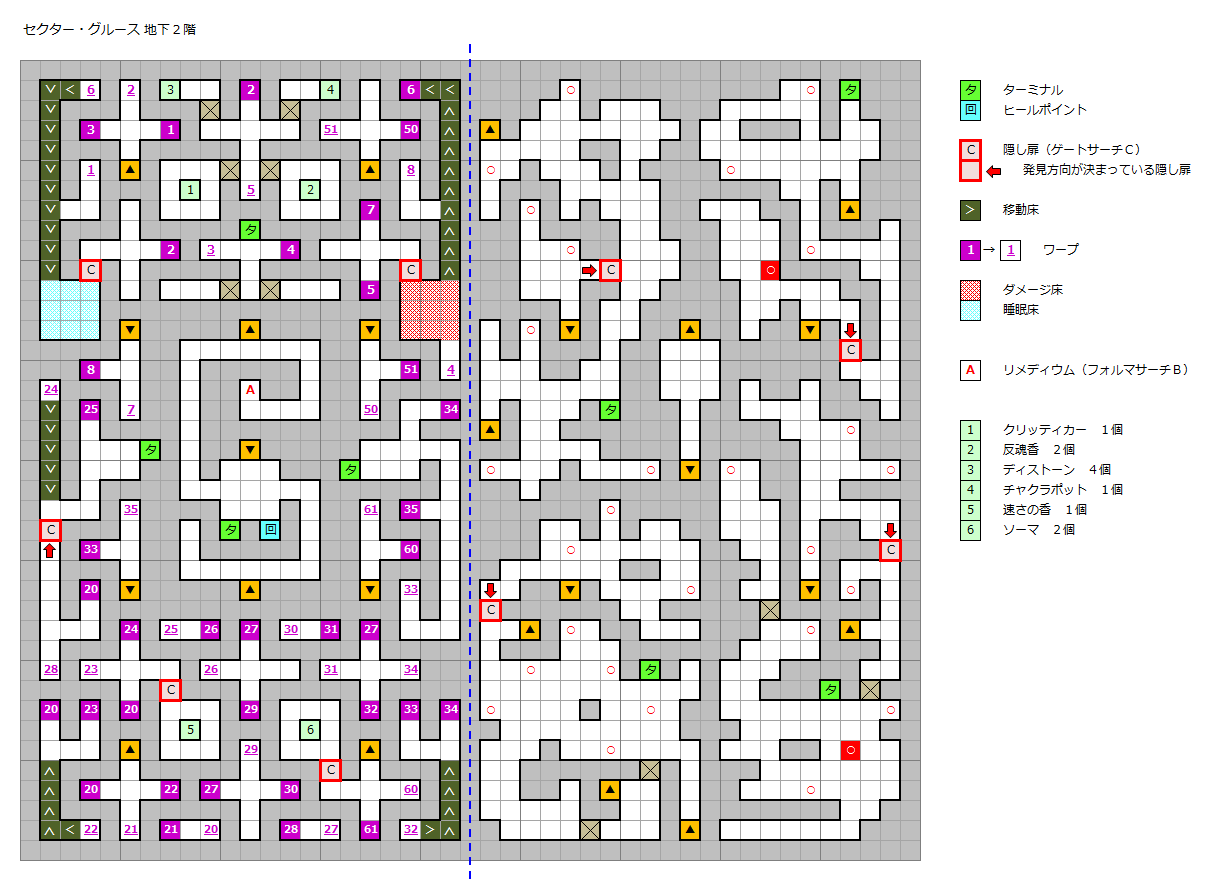 セクター・グルース 地下２階
< 6 2 3 2 4 6 < <
3 1 51 50
1 8
1 5 2
7
タ
2 3 4
C C
C
5
8 51 4
A
24
25 7 50 34
タ
タ
35 61 35
C タ 回
33 60
20 33
24 25 26 27 30 31 27
28 23 26 31 34
C
20 23 20 29 32 33 34
5 6
29
C
20 22 27 30 60
< 22 21 21 20 28 27 61 32 >
タ
C
タ
C
C
タ
タ
タ ターミナル
回 ヒールポイント
C 隠し扉（ゲートサーチＣ）
発見方向が決まっている隠し扉
> 移動床
1 → 1 ワープ
ダメージ床
睡眠床
A リメディウム（フォルマサーチＢ）
1 クリッティカー　１個
2 反魂香　２個
3 ディストーン　４個
4 チャクラポット　１個
5 速さの香　１個
6 ソーマ　２個